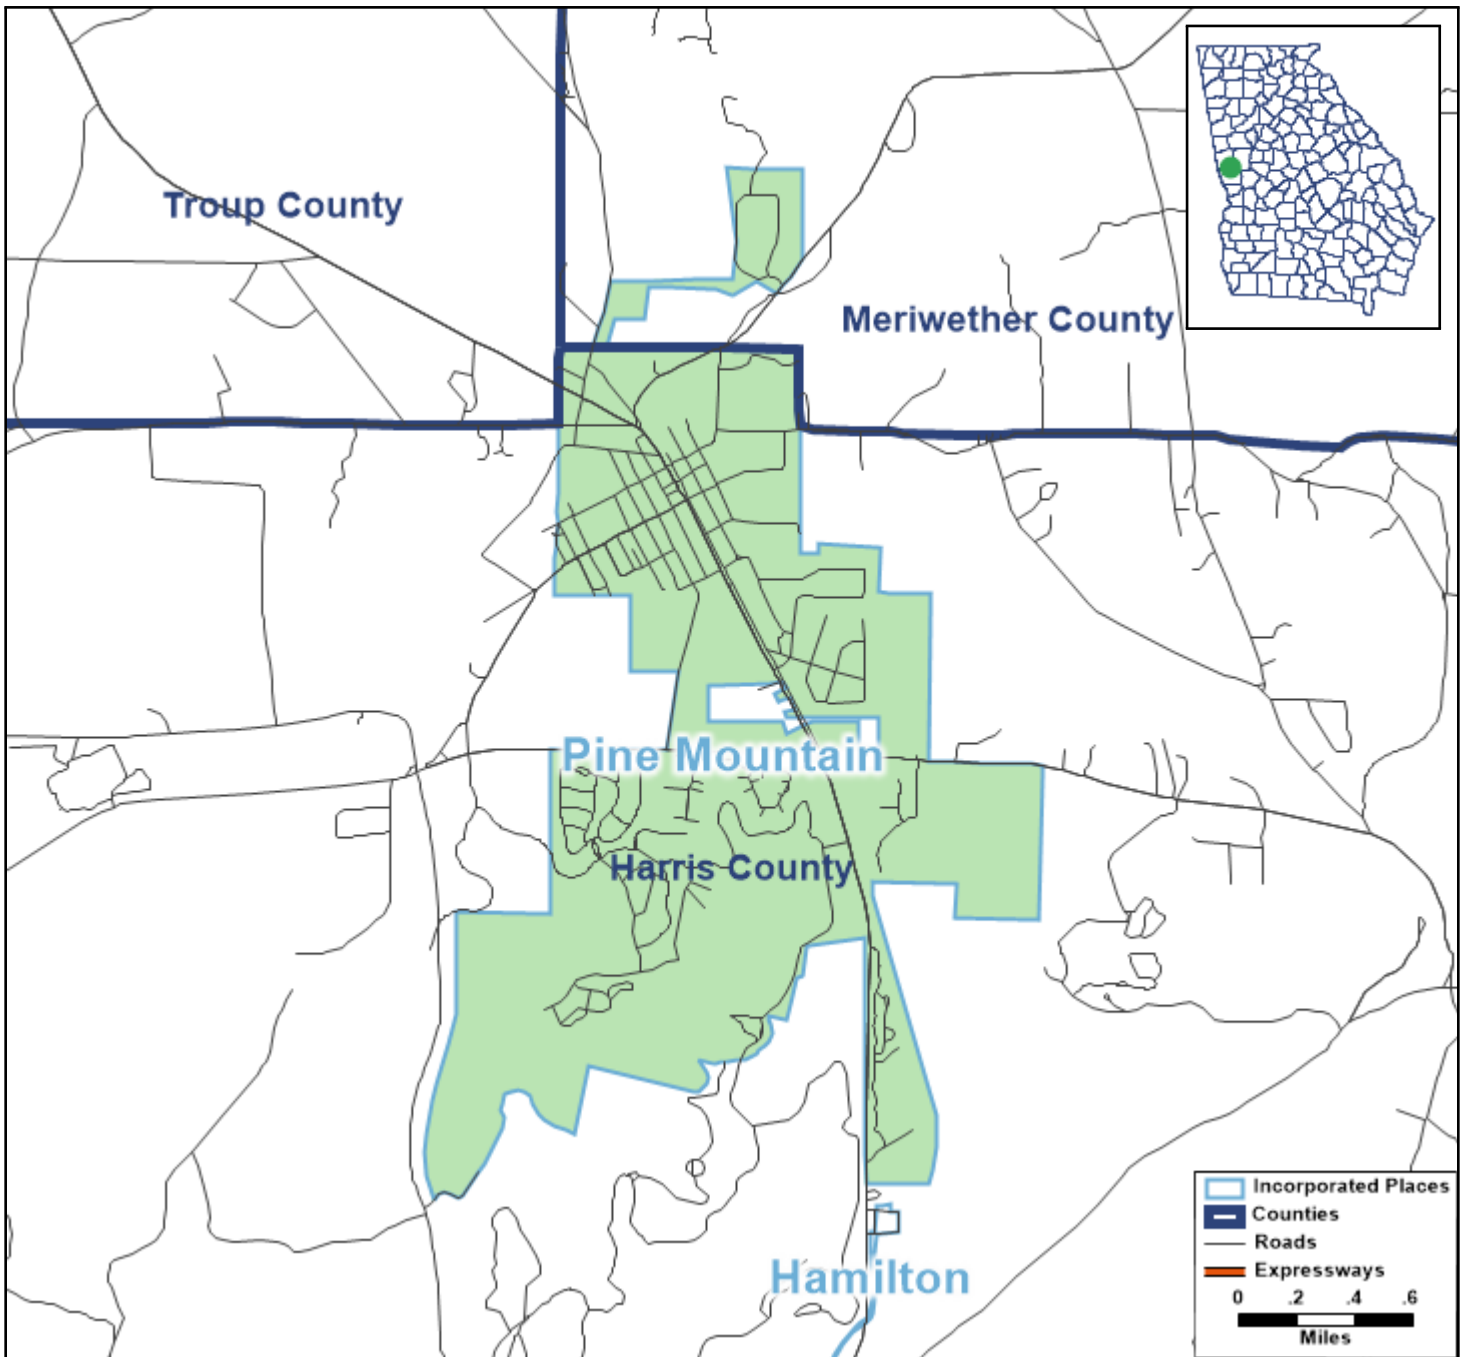 Troup County
Meriwether County
Pine Mountain
Harris County
Hamilton
Incorporated Places
Counties
Roads
Expressways
0 .2 .4 .6
Miles